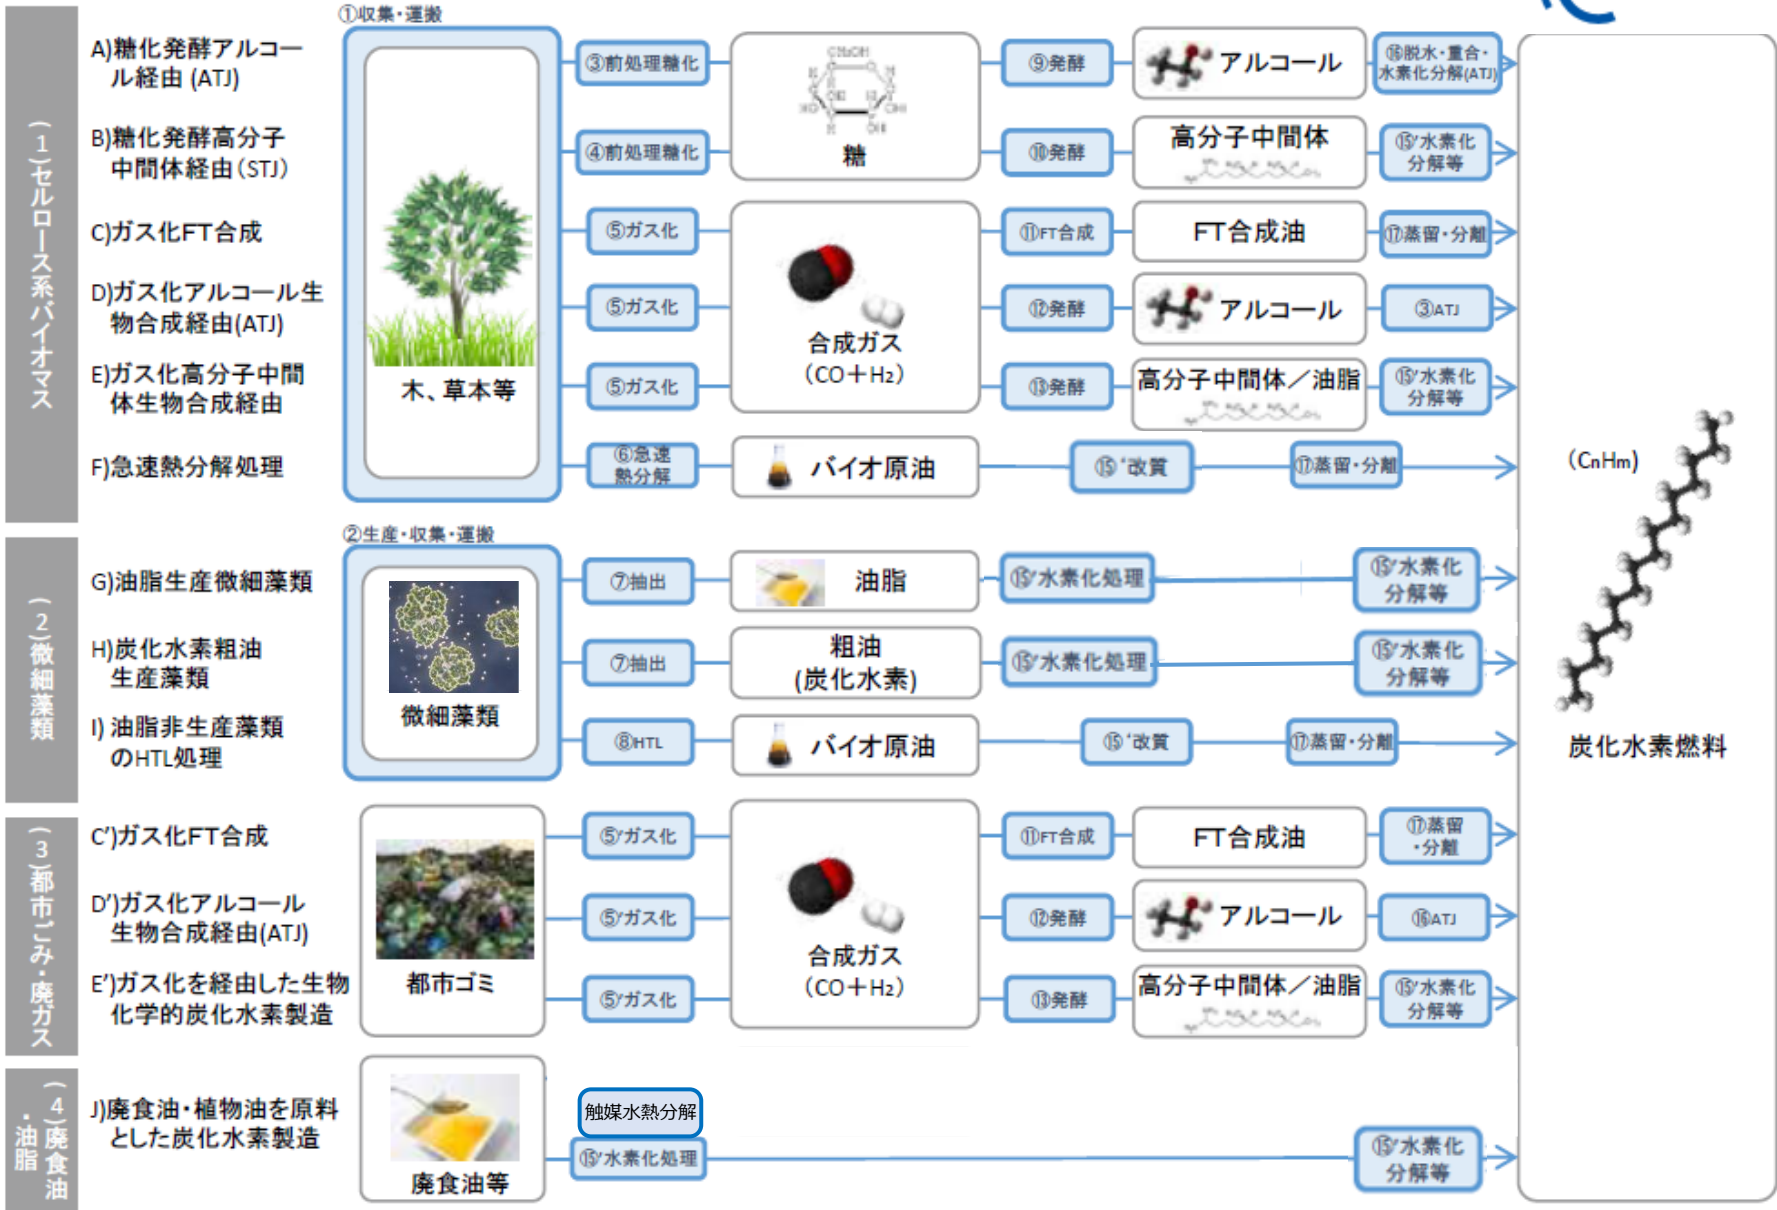 (1)セルロース系バイオマス
①収集・運搬
A)糖化発酵アルコー
ル経由 (ATJ)
③前処理糖化
CH₂OH
糖
⑨発酵
アルコール
⑯脱水・重合・
水素化分解(ATJ)
B)糖化発酵高分子
中間体経由(STJ)
④前処理糖化
⑩発酵
高分子中間体
⑮'水素化
分解等
C)ガス化FT合成
⑤ガス化
⑪FT合成
FT合成油
⑰蒸留・分離
D)ガス化アルコール生
物合成経由(ATJ)
⑤ガス化
合成ガス
(CO+H₂)
⑫発酵
アルコール
③ATJ
E)ガス化高分子中間
体生物合成経由
木、草本等
⑤ガス化
⑬発酵
高分子中間体/油脂
⑮'水素化
分解等
F)急速熱分解処理
⑥急速
熱分解
バイオ原油
⑮'改質
⑰蒸留・分離
(CnHm)
炭化水素燃料
(2)微細藻類
②生産・収集・運搬
G)油脂生産微細藻類
⑦抽出
油脂
⑮'水素化処理
⑮'水素化
分解等
H)炭化水素粗油
生産藻類
微細藻類
⑦抽出
粗油
(炭化水素)
⑮'水素化処理
⑮'水素化
分解等
I) 油脂非生産藻類
のHTL処理
⑧HTL
バイオ原油
⑮'改質
⑰蒸留・分離
(3)都市ごみ・廃ガス
C')ガス化FT合成
⑤'ガス化
⑪FT合成
FT合成油
⑰蒸留
・分離
D')ガス化アルコール
生物合成経由(ATJ)
都市ゴミ
⑤'ガス化
合成ガス
(CO+H₂)
⑫発酵
アルコール
⑯ATJ
E')ガス化を経由した生物
化学的炭化水素製造
⑤'ガス化
⑬発酵
高分子中間体/油脂
⑮'水素化
分解等
(4)廃食油
・油脂
J)廃食油・植物油を原料
とした炭化水素製造
廃食油等
触媒水熱分解
⑮'水素化処理
⑮'水素化
分解等